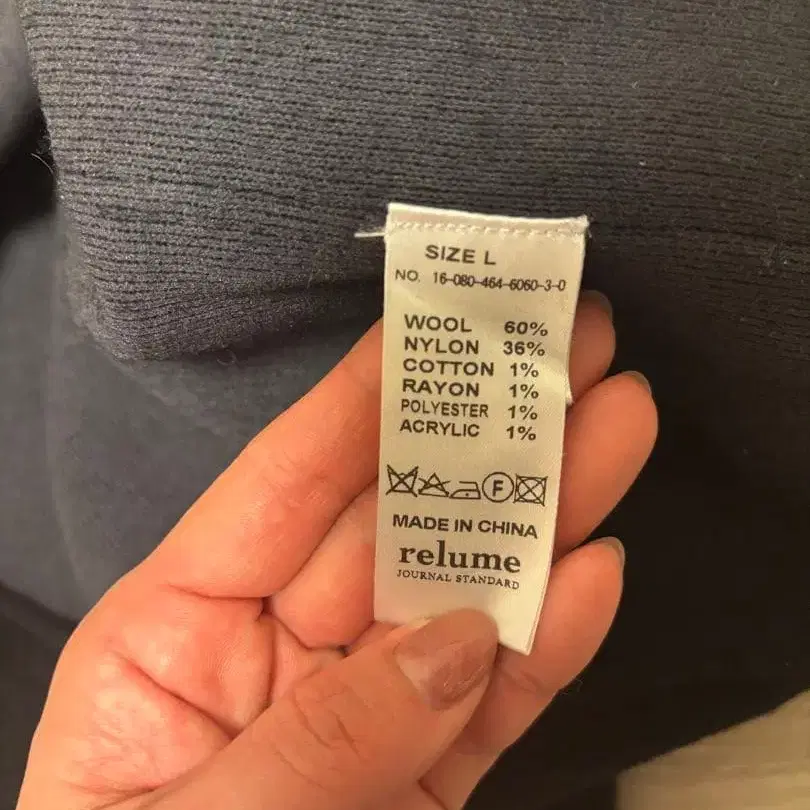 SIZE L
NO. 16-080-464-6060-3-0
WOOL 60%
NYLON 36%
COTTON 1%
RAYON 1%
POLYESTER 1%
ACRYLIC 1%
F
MADE IN CHINA
relume
JOURNAL STANDARD